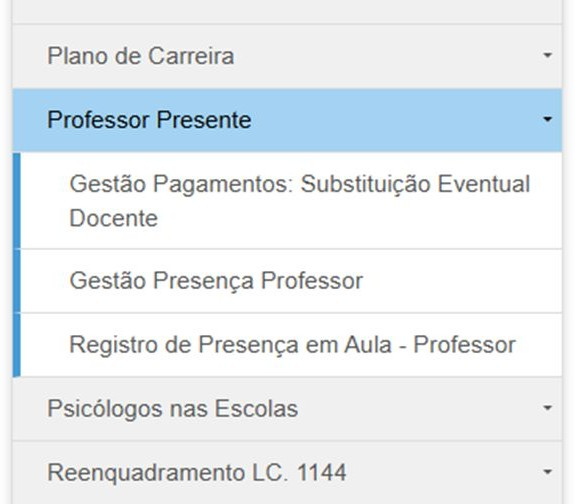 Plano de Carreira
Professor Presente
Gestão Pagamentos: Substituição Eventual
Docente
Gestão Presença Professor
Registro de Presença em Aula - Professor
Psicólogos nas Escolas
Reenquadramento LC. 1144